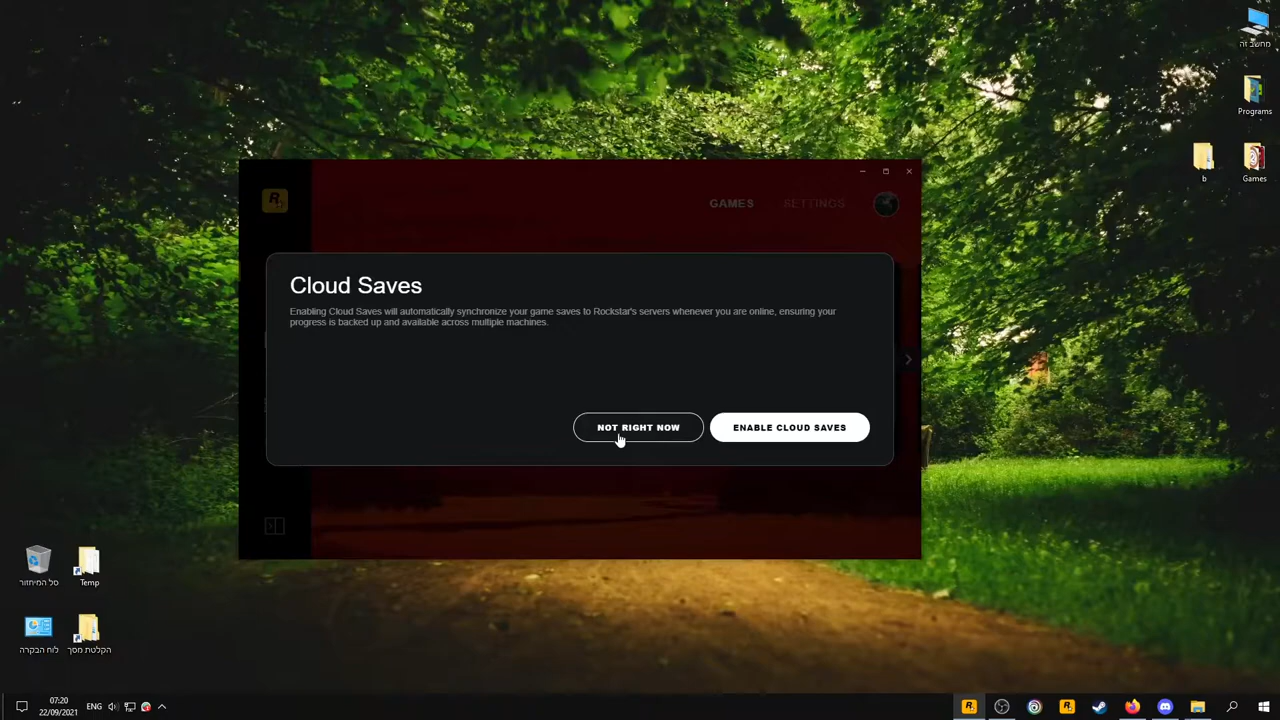 מחשב זה
Programs
b
Games
GAMES
SETTINGS
Cloud Saves
Enabling Cloud Saves will automatically synchronize your game saves to Rockstar's servers whenever you are online, ensuring your
progress is backed up and available across multiple machines.
NOT RIGHT NOW
ENABLE CLOUD SAVES
סל המיחזור
Temp
לוח הבקרה
הקלטת מסך
07:20
22/09/2021
ENG